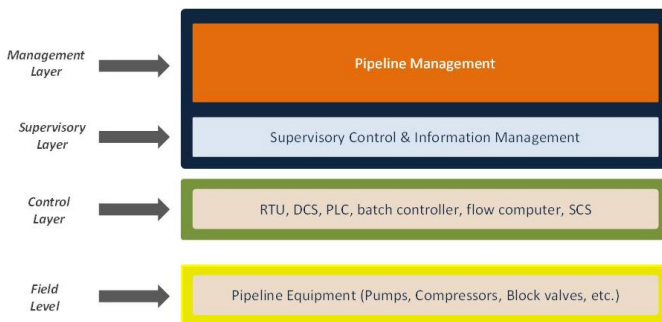 Management
Layer
Pipeline Management
Supervisory
Layer
Supervisory Control & Information Management
Control
Layer
RTU, DCS, PLC, batch controller, flow computer, SCS
Field
Level
Pipeline Equipment (Pumps, Compressors, Block valves, etc.)